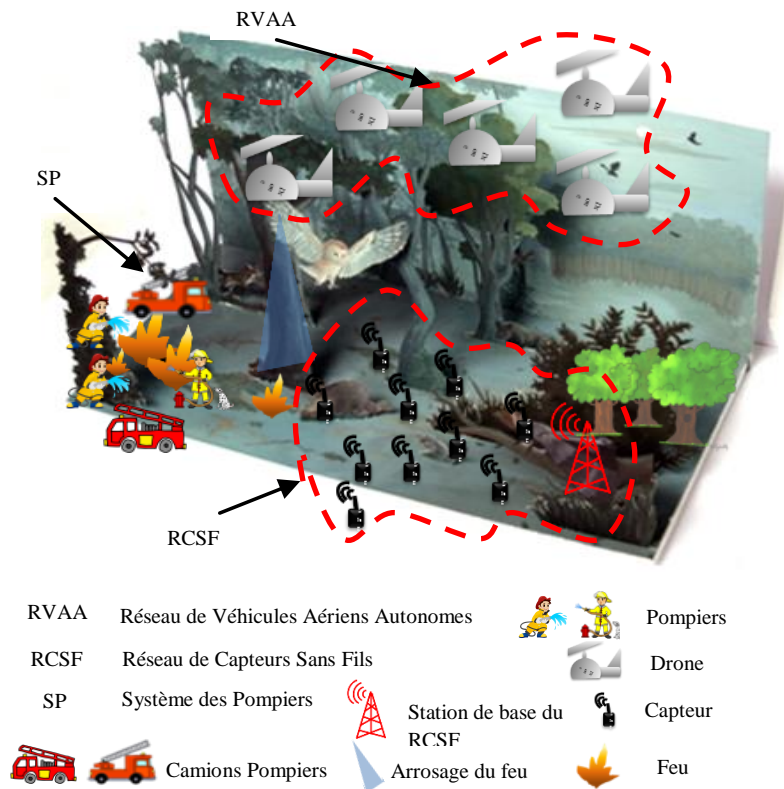 RVAA
SP
RCSF
RVAA Réseau de Véhicules Aériens Autonomes
Pompiers
RCSF Réseau de Capteurs Sans Fils
Drone
SP Système des Pompiers
Station de base du
RCSF
Capteur
Camions Pompiers
Arrosage du feu
Feu